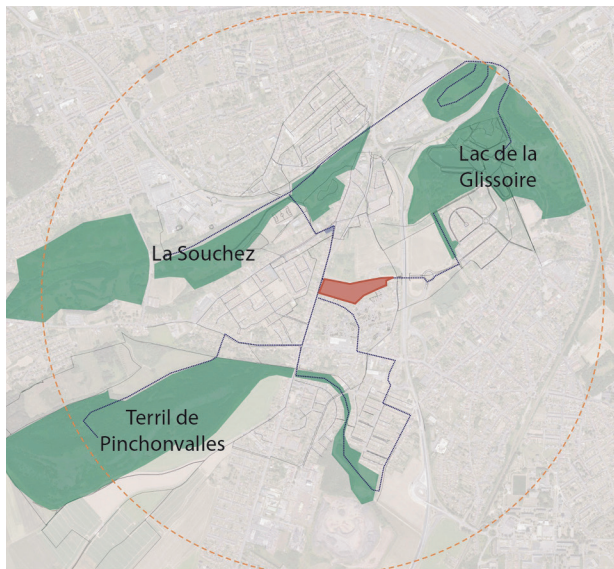 Lac de la
Glissoire
La Souchez
Terril de
Pinchonvalles